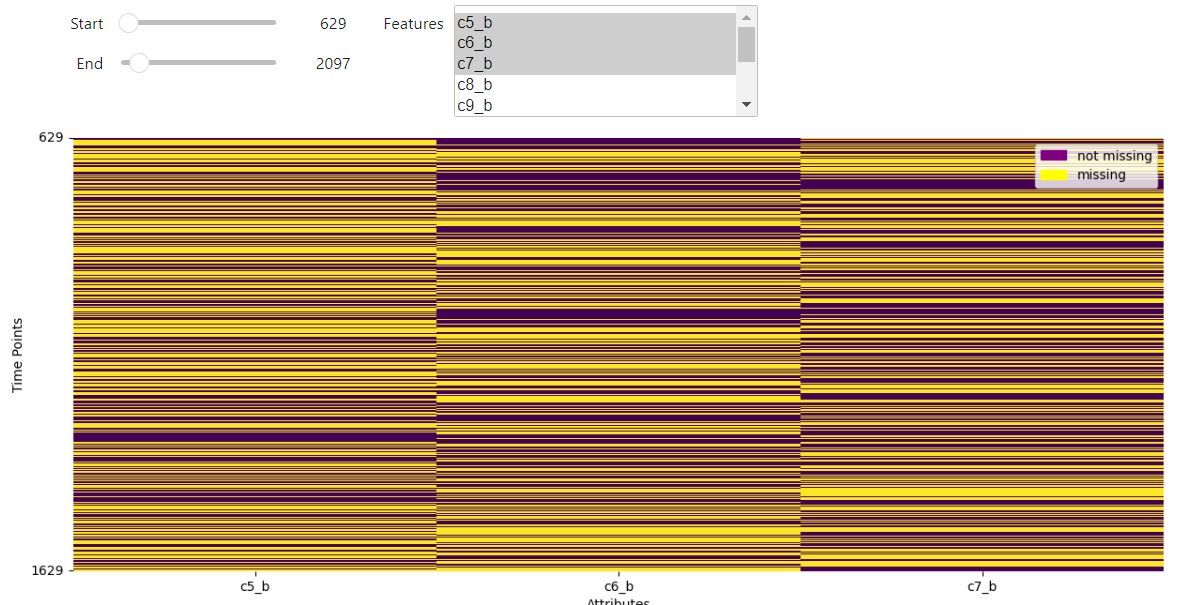 Start 629 Features
End 2097
c5_b
c6_b
c7_b
c8_b
c9_b
629
not missing
missing
Time Points
1629
c5_b c6_b c7_b
Attributes